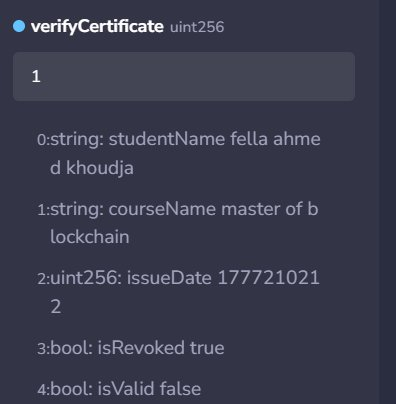 verifyCertificate uint256
1
0:string: studentName fella ahme
d khoudja
1:string: courseName master of b
lockchain
2:uint256: issueDate 177721021
2
3:bool: isRevoked true
4:bool: isValid false